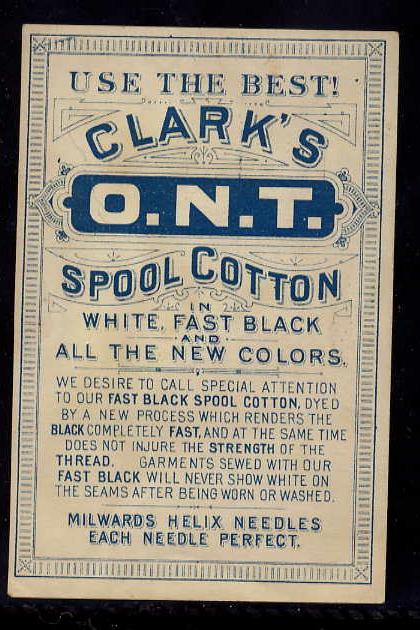 USE THE BEST!
CLARK'S
O.N.T.
SPOOL COTTON
IN
WHITE, FAST BLACK
AND
ALL THE NEW COLORS.
WE DESIRE TO CALL SPECIAL ATTENTION
TO OUR FAST BLACK SPOOL COTTON, DYED
BY A NEW PROCESS WHICH RENDERS THE
BLACK COMPLETELY FAST, AND AT THE SAME TIME
DOES NOT INJURE THE STRENGTH OF THE
THREAD. GARMENTS SEWED WITH OUR
FAST BLACK WILL NEVER SHOW WHITE ON
THE SEAMS AFTER BEING WORN OR WASHED.
MILWARDS HELIX NEEDLES
EACH NEEDLE PERFECT.